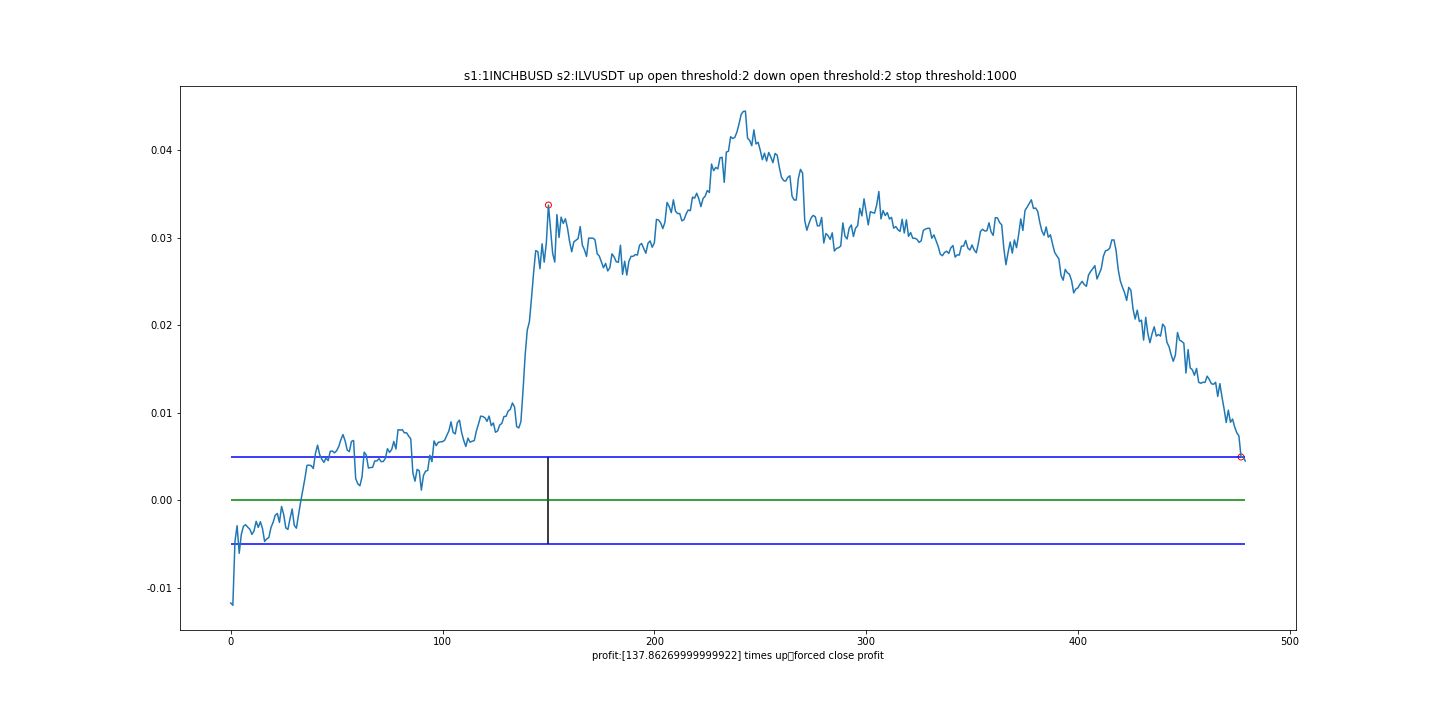 s1:1INCHBUSD s2:ILVUSDT up open threshold:2 down open threshold:2 stop threshold:1000
0.04
0.03
0.02
0.01
0.00
-0.01
0 100 200 300 400 500
profit:[137.86269999999922] times up▯forced close profit